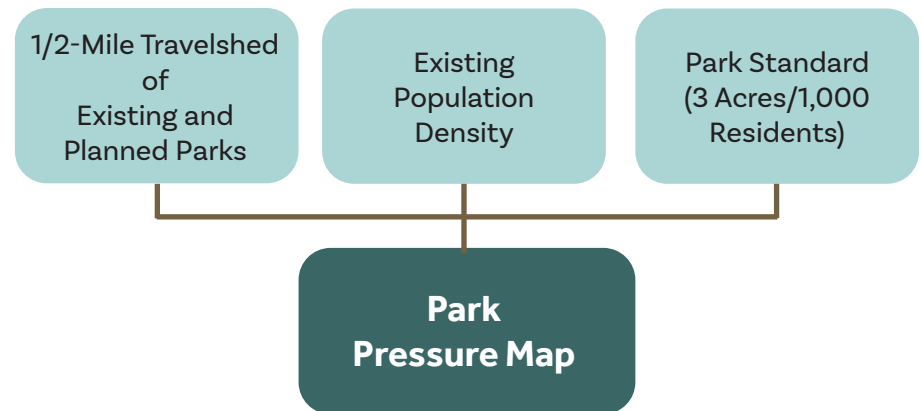 1/2-Mile Travelshed
of
Existing and
Planned Parks
Existing
Population
Density
Park Standard
(3 Acres/1,000
Residents)
Park
Pressure Map